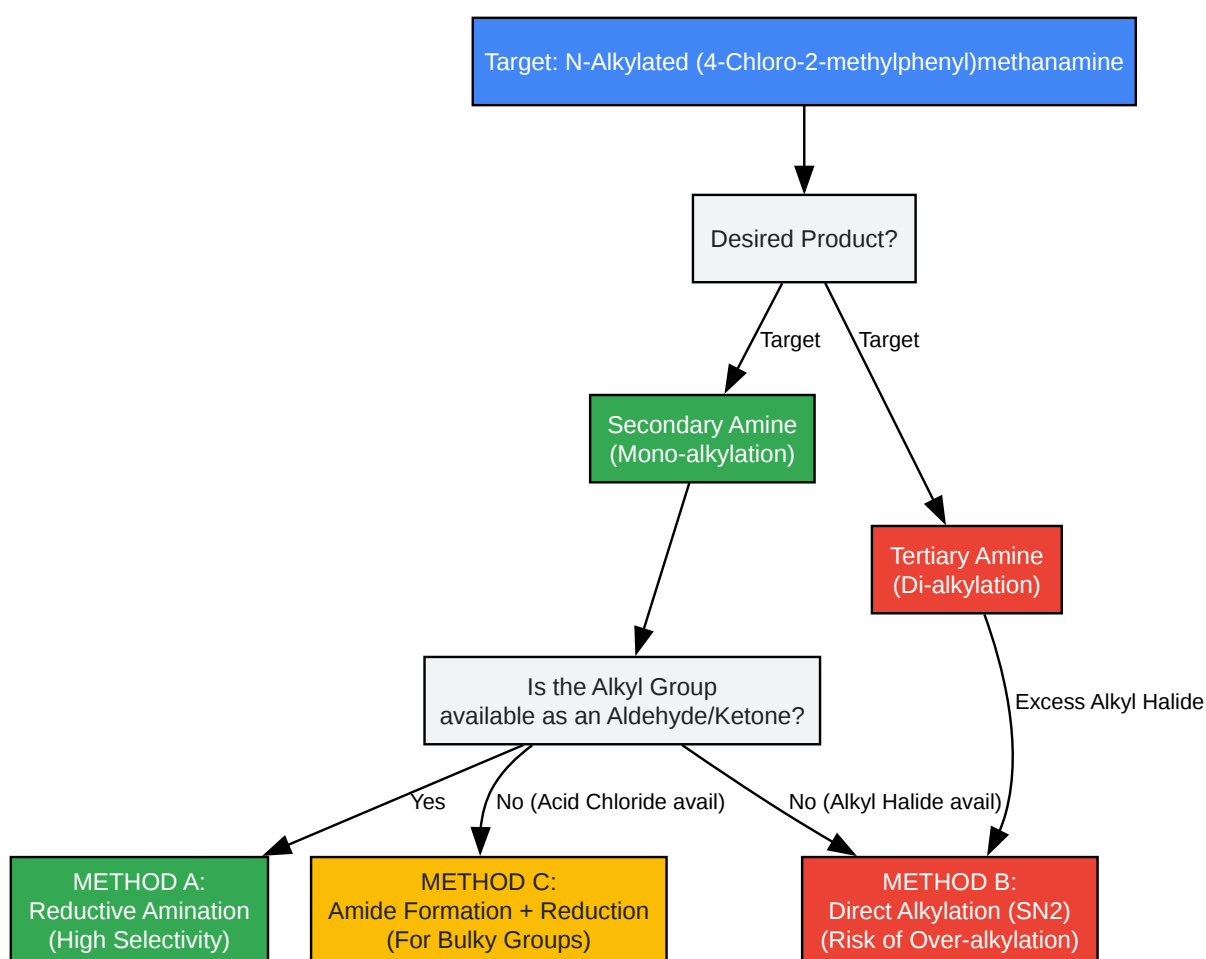 Target: N-Alkylated (4-Chloro-2-methylphenyl)methanamine
Desired Product?
Target
Target
Secondary Amine
(Mono-alkylation)
Tertiary Amine
(Di-alkylation)
Is the Alkyl Group
available as an Aldehyde/Ketone?
Excess Alkyl Halide
Yes
No (Acid Chloride avail)
No (Alkyl Halide avail)
METHOD A:
Reductive Amination
(High Selectivity)
METHOD C:
Amide Formation + Reduction
(For Bulky Groups)
METHOD B:
Direct Alkylation (SN2)
(Risk of Over-alkylation)